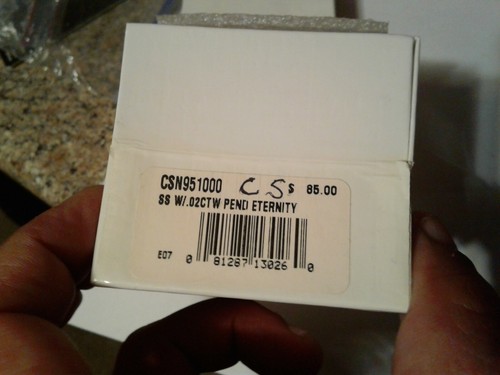 CSN951000 CS $ 85.00
SS W/.02CTW PEND ETERNITY
E07 0 81287 13026 0